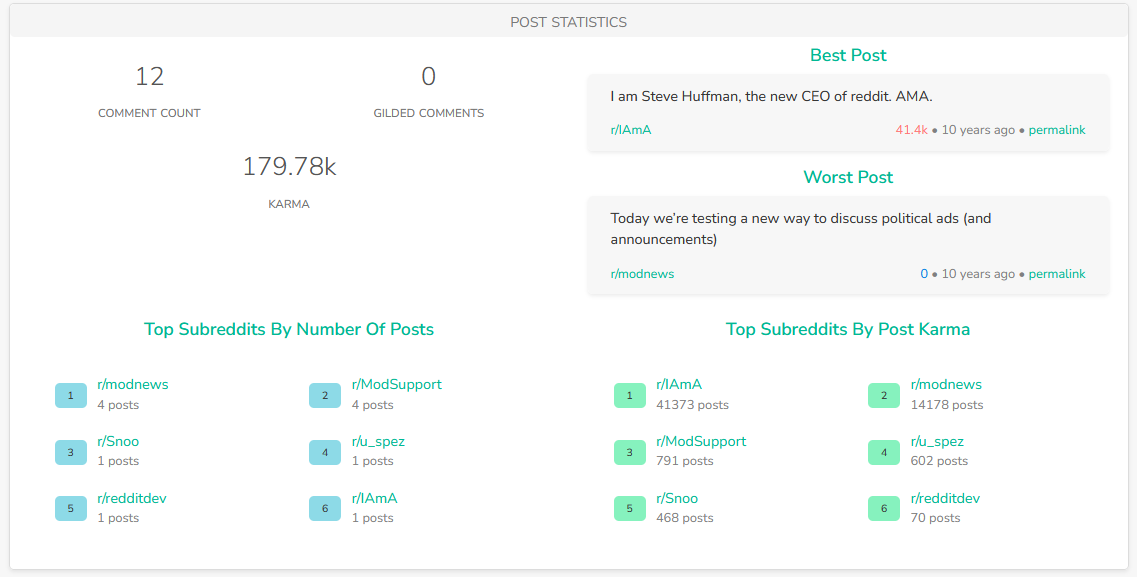 POST STATISTICS
12
COMMENT COUNT
0
GILDED COMMENTS
179.78k
KARMA
Best Post
I am Steve Huffman, the new CEO of reddit. AMA.
r/IAmA
41.4k • 10 years ago • permalink
Worst Post
Today we're testing a new way to discuss political ads (and
announcements)
r/modnews
0 • 10 years ago • permalink
Top Subreddits By Number Of Posts
1
r/modnews
4 posts
2
r/ModSupport
4 posts
3
r/Snoo
1 posts
4
r/u_spez
1 posts
5
r/redditdev
1 posts
6
r/IAmA
1 posts
Top Subreddits By Post Karma
1
r/IAmA
41373 posts
2
r/modnews
14178 posts
3
r/ModSupport
791 posts
4
r/u_spez
602 posts
5
r/Snoo
468 posts
6
r/redditdev
70 posts